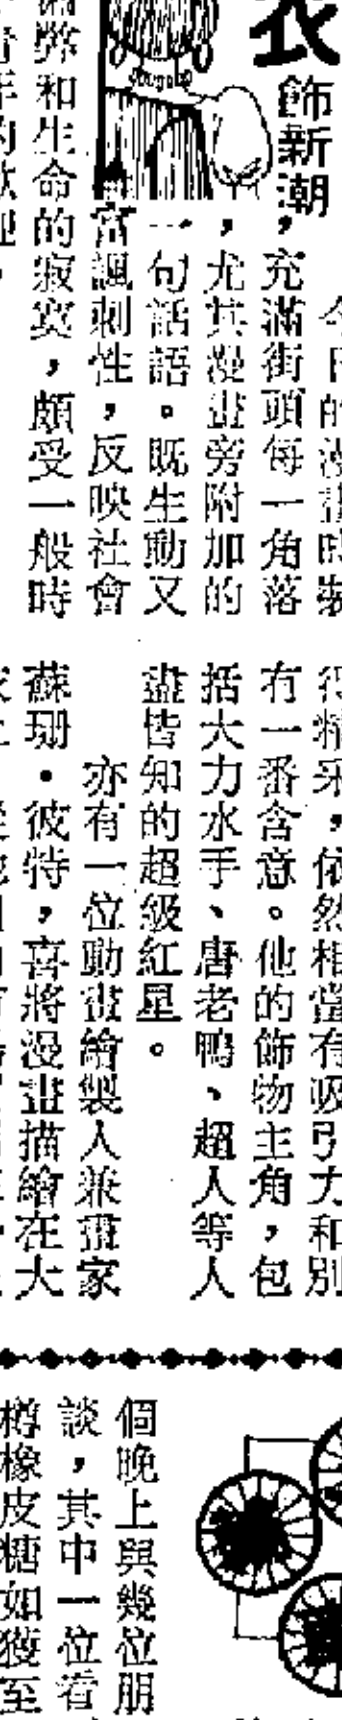 衣
飾新潮
今日的漫畫時裝
，充滿街頭每一角落
，尤其漫畫旁附加的
一句話語。既生動又
富諷刺性，反映社會
弊和生命的寂寞，頗受一般時
得精采，依然相當有吸引力和別
有一番含意。他的飾物主角，包
括大力水手、唐老鴨、超人等人
盡皆知的超級紅星。
亦有一位動畫繪製人兼畫家
蘇珊・彼特，喜將漫畫描繪在大
個晚上與幾位朋
談，其中一位看
樽橡皮糖如獲至